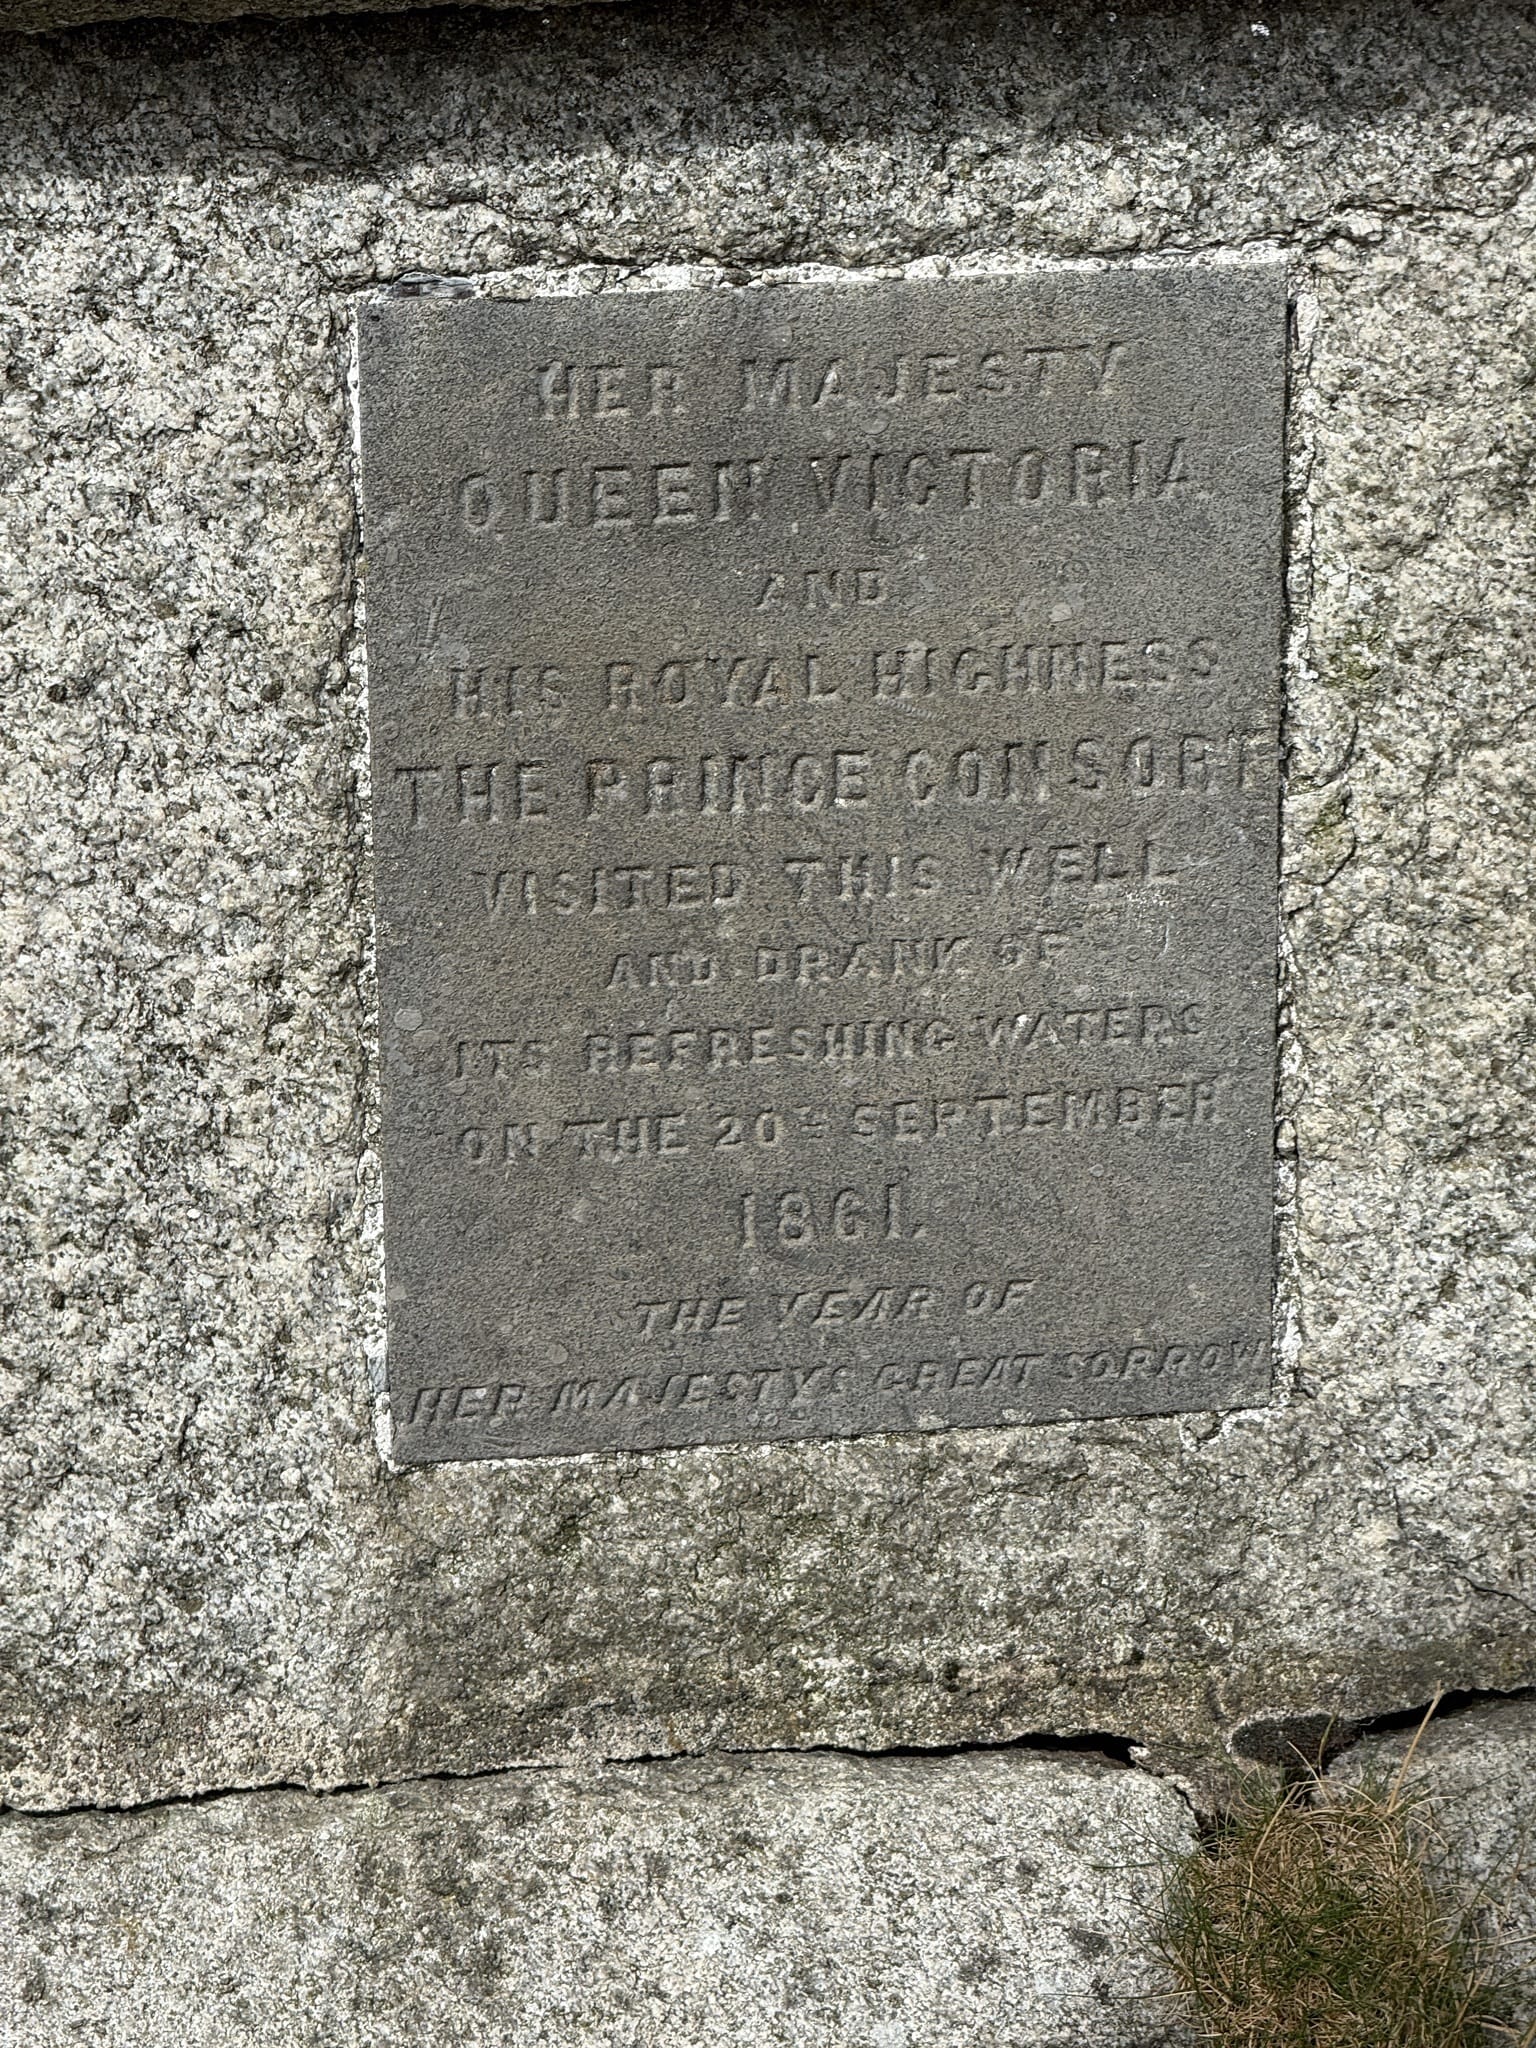 HER MAJESTY
QUEEN VICTORIA
AND
HIS ROYAL HIGHNESS
THE PRINCE CONSORT
VISITED THIS WELL
AND DRANK OF
ITS REFRESHING WATERS
ON THE 20TH SEPTEMBER
1861.
THE YEAR OF
HER MAJESTYS GREAT SORROW